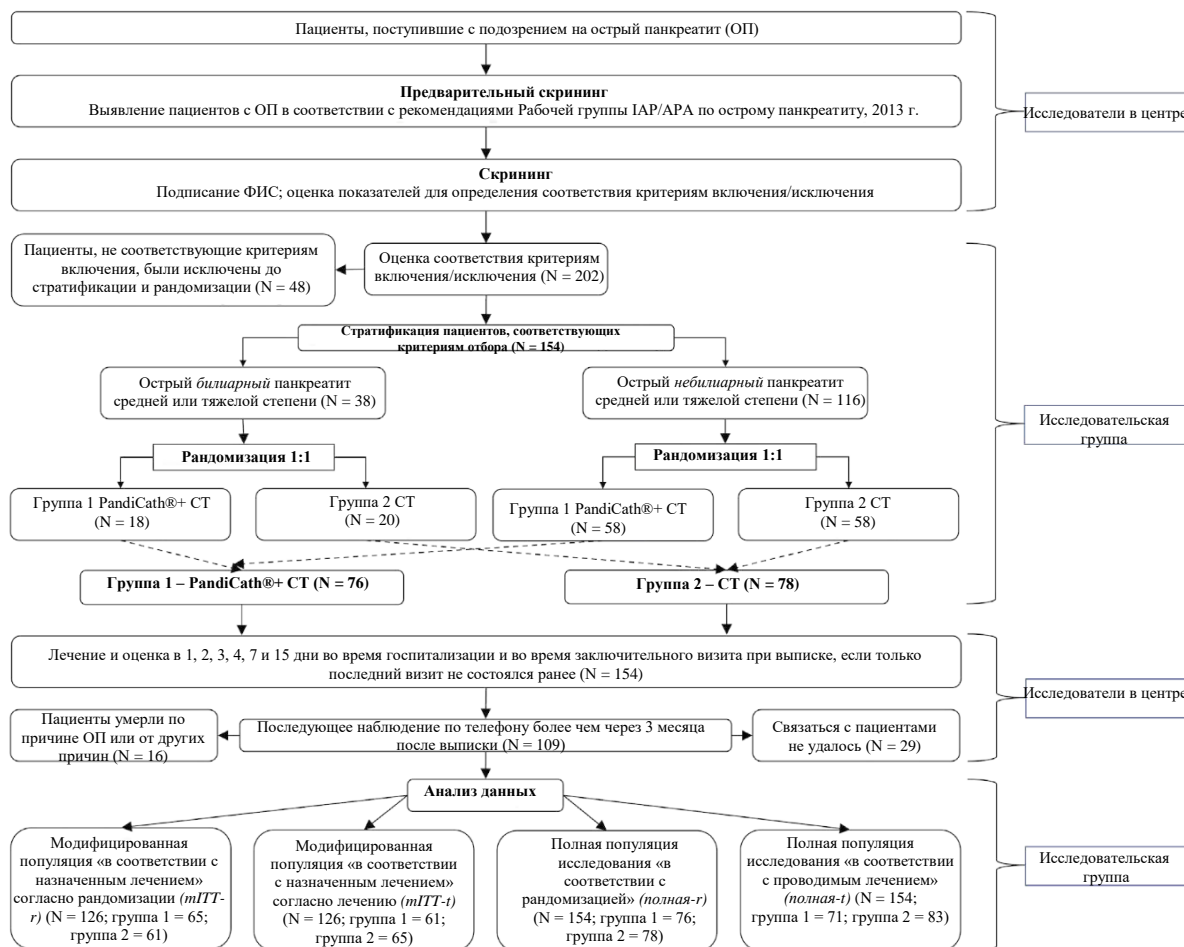 Пациенты, поступившие с подозрением на острый панкреатит (ОП)
Предварительный скрининг
Выявление пациентов с ОП в соответствии с рекомендациями Рабочей группы IAP/APA по острому панкреатиту, 2013 г.
Исследователи в центре
Скрининг
Подписание ФИС; оценка показателей для определения соответствия критериям включения/исключения
Пациенты, не соответствующие критериям
включения, были исключены до
стратификации и рандомизации (N = 48)
Оценка соответствия критериям
включения/исключения (N = 202)
Стратификация пациентов, соответствующих
критериям отбора (N = 154)
Острый билиарный панкреатит
средней или тяжелой степени (N = 38)
Острый небилиарный панкреатит
средней или тяжелой степени (N = 116)
Исследовательская
группа
Рандомизация 1:1
Рандомизация 1:1
Группа 1 PandiCath®+ СТ
(N = 18)
Группа 2 СТ
(N = 20)
Группа 1 PandiCath®+ СТ
(N = 58)
Группа 2 СТ
(N = 58)
Группа 1 – PandiCath®+ СТ (N = 76)
Группа 2 – СТ (N = 78)
Лечение и оценка в 1, 2, 3, 4, 7 и 15 дни во время госпитализации и во время заключительного визита при выписке, если только
последний визит не состоялся ранее (N = 154)
Исследователи в центре
Пациенты умерли по
причине ОП или от других
причин (N = 16)
Последующее наблюдение по телефону более чем через 3 месяца
после выписки (N = 109)
Связаться с пациентами
не удалось (N = 29)
Анализ данных
Модифицированная
популяция «в соответствии с
назначенным лечением»
согласно рандомизации (mITT-
r) (N = 126; группа 1 = 65;
группа 2 = 61)
Модифицированная
популяция «в соответствии
с назначенным лечением»
согласно лечению (mITT-t)
(N = 126; группа 1 = 61;
группа 2 = 65)
Полная популяция
исследования «в
соответствии с
рандомизацией» (полная-r)
(N = 154; группа 1 = 76;
группа 2 = 78)
Полная популяция
исследования «в соответствии
с проводимым лечением»
(полная-t) (N = 154;
группа 1 = 71; группа 2 = 83)
Исследовательская
группа